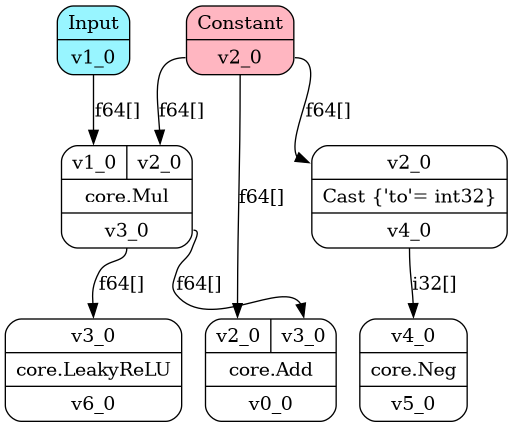 Input
v1_0
Constant
v2_0
f64[]
f64[]
f64[]
v1_0 v2_0
core.Mul
v3_0
v2_0
Cast {'to'= int32}
v4_0
f64[]
f64[]
f64[]
i32[]
v3_0
core.LeakyReLU
v6_0
v2_0 v3_0
core.Add
v0_0
v4_0
core.Neg
v5_0